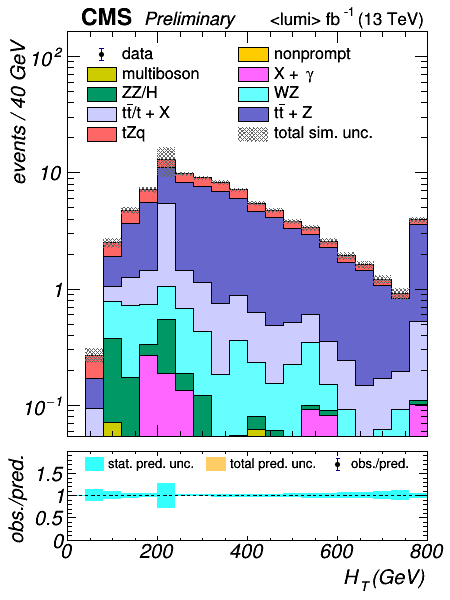 CMS Preliminary <lumi> fb⁻¹ (13 TeV)
events / 40 GeV
10²
10
1
10⁻¹
data
nonprompt
multiboson
X + γ
ZZ/H
WZ
tt̄/t + X
tt̄ + Z
tZq
total sim. unc.
obs./pred.
1.5
1
0.5
0
stat. pred. unc. total pred. unc. obs./pred.
0 200 400 600 800
H_T (GeV)